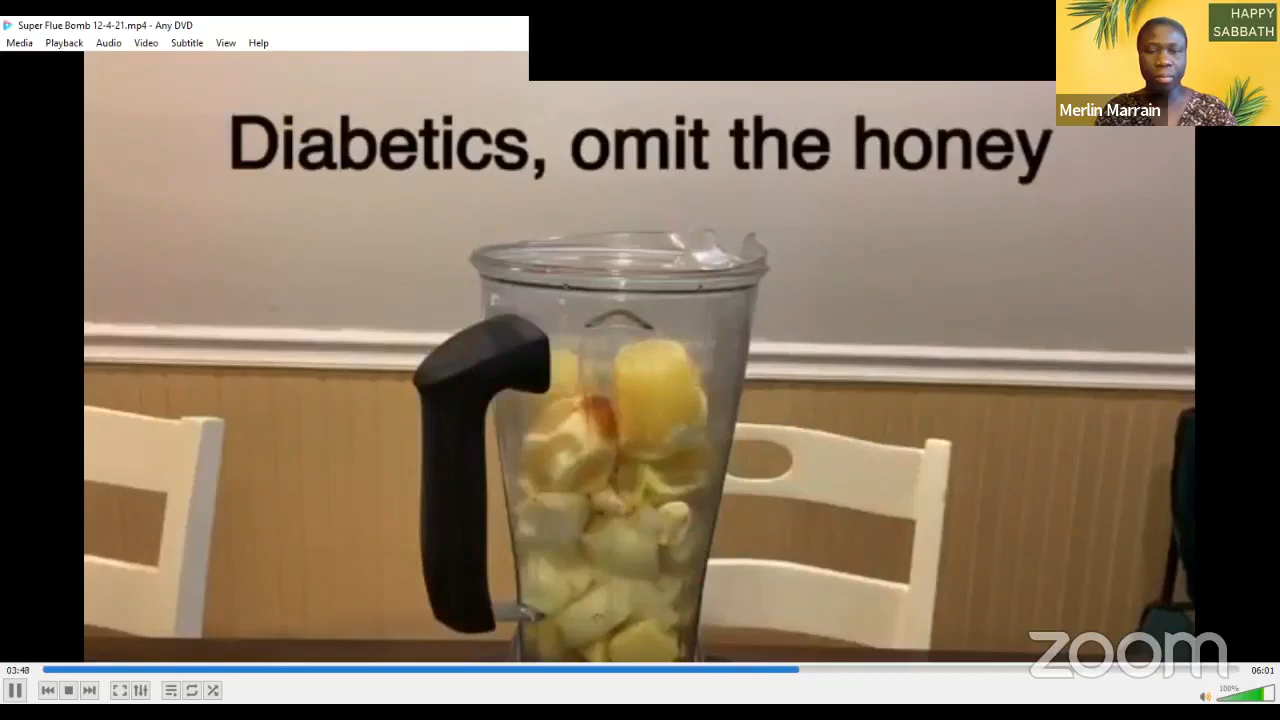 Super Flue Bomb 12-4-21.mp4 - Any DVD
Media Playback Audio Video Subtitle View Help
HAPPY
SABBATH
Merlin Marrain
Diabetics, omit the honey
zoom
03:48
06:01
100%